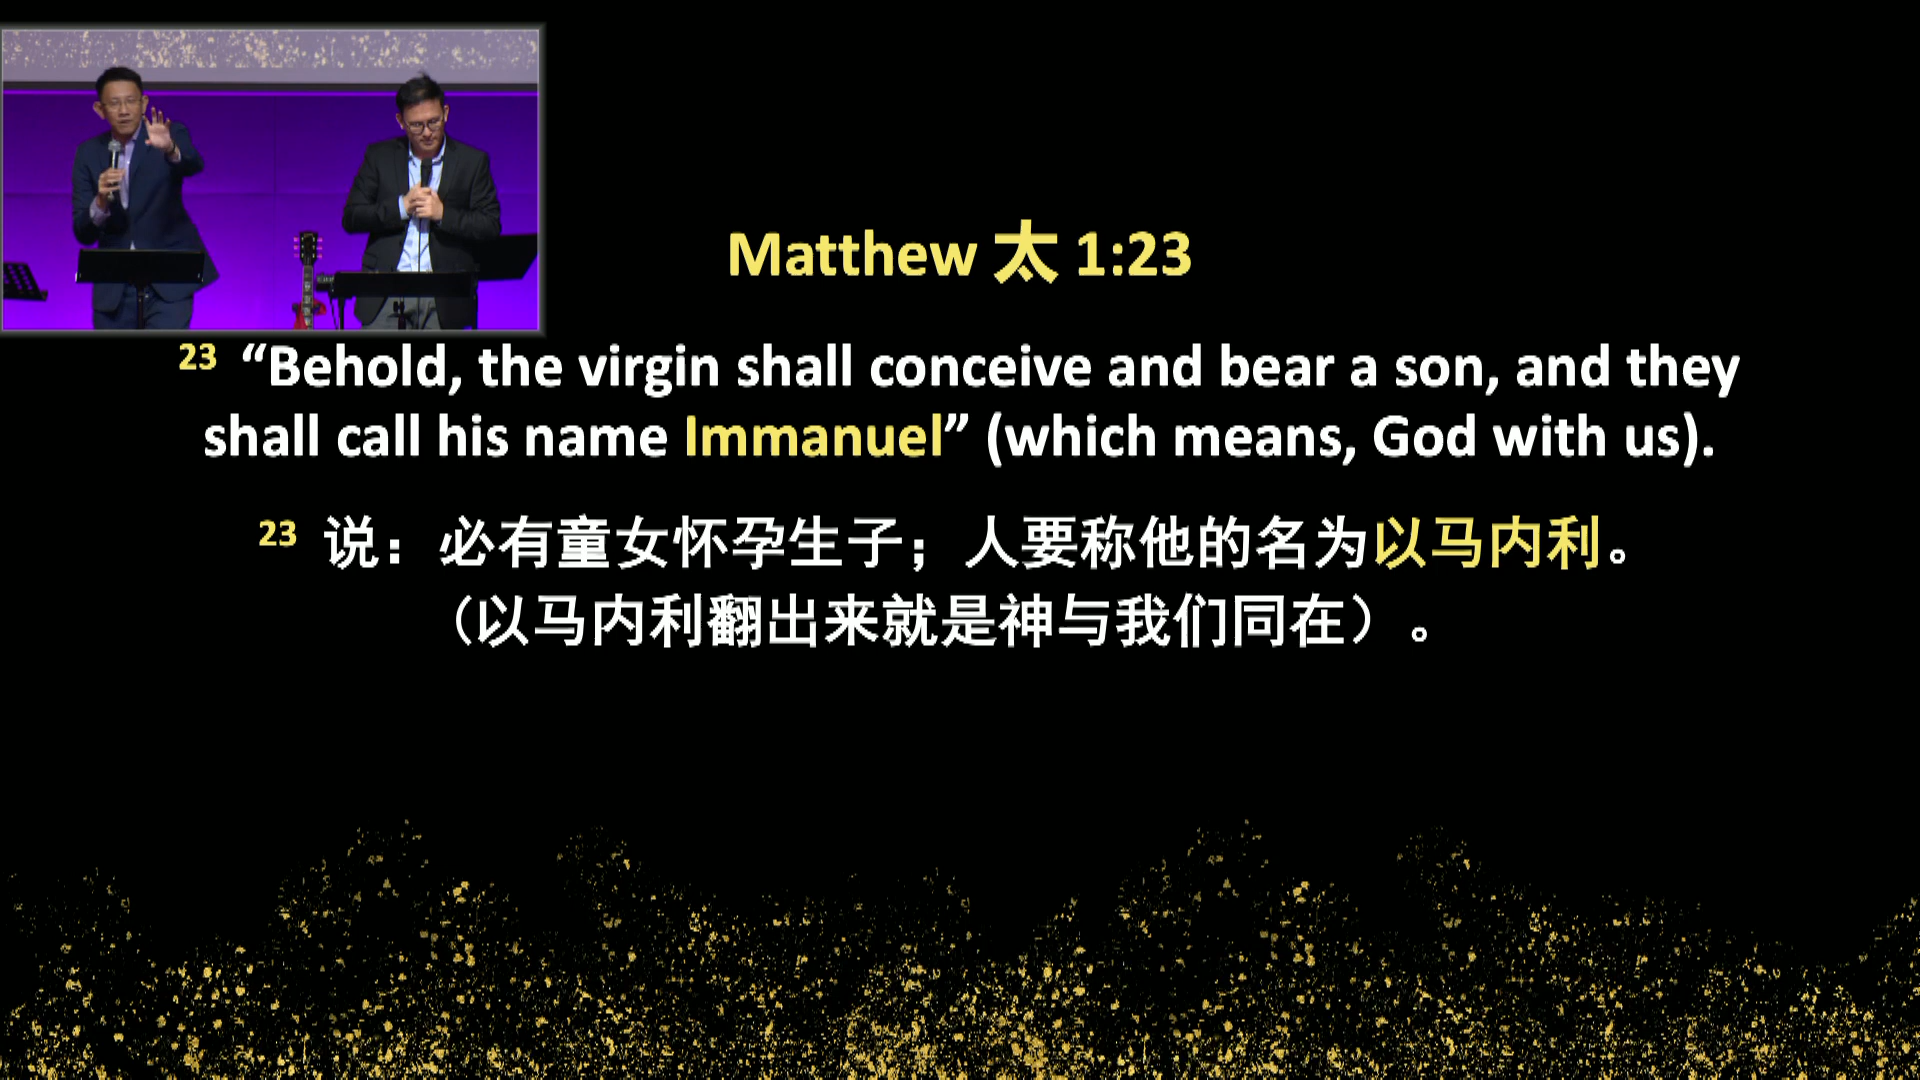 Matthew 太 1:23
23 “Behold, the virgin shall conceive and bear a son, and they
shall call his name Immanuel” (which means, God with us).
23 说：必有童女怀孕生子；人要称他的名为以马内利。
（以马内利翻出来就是神与我们同在）。